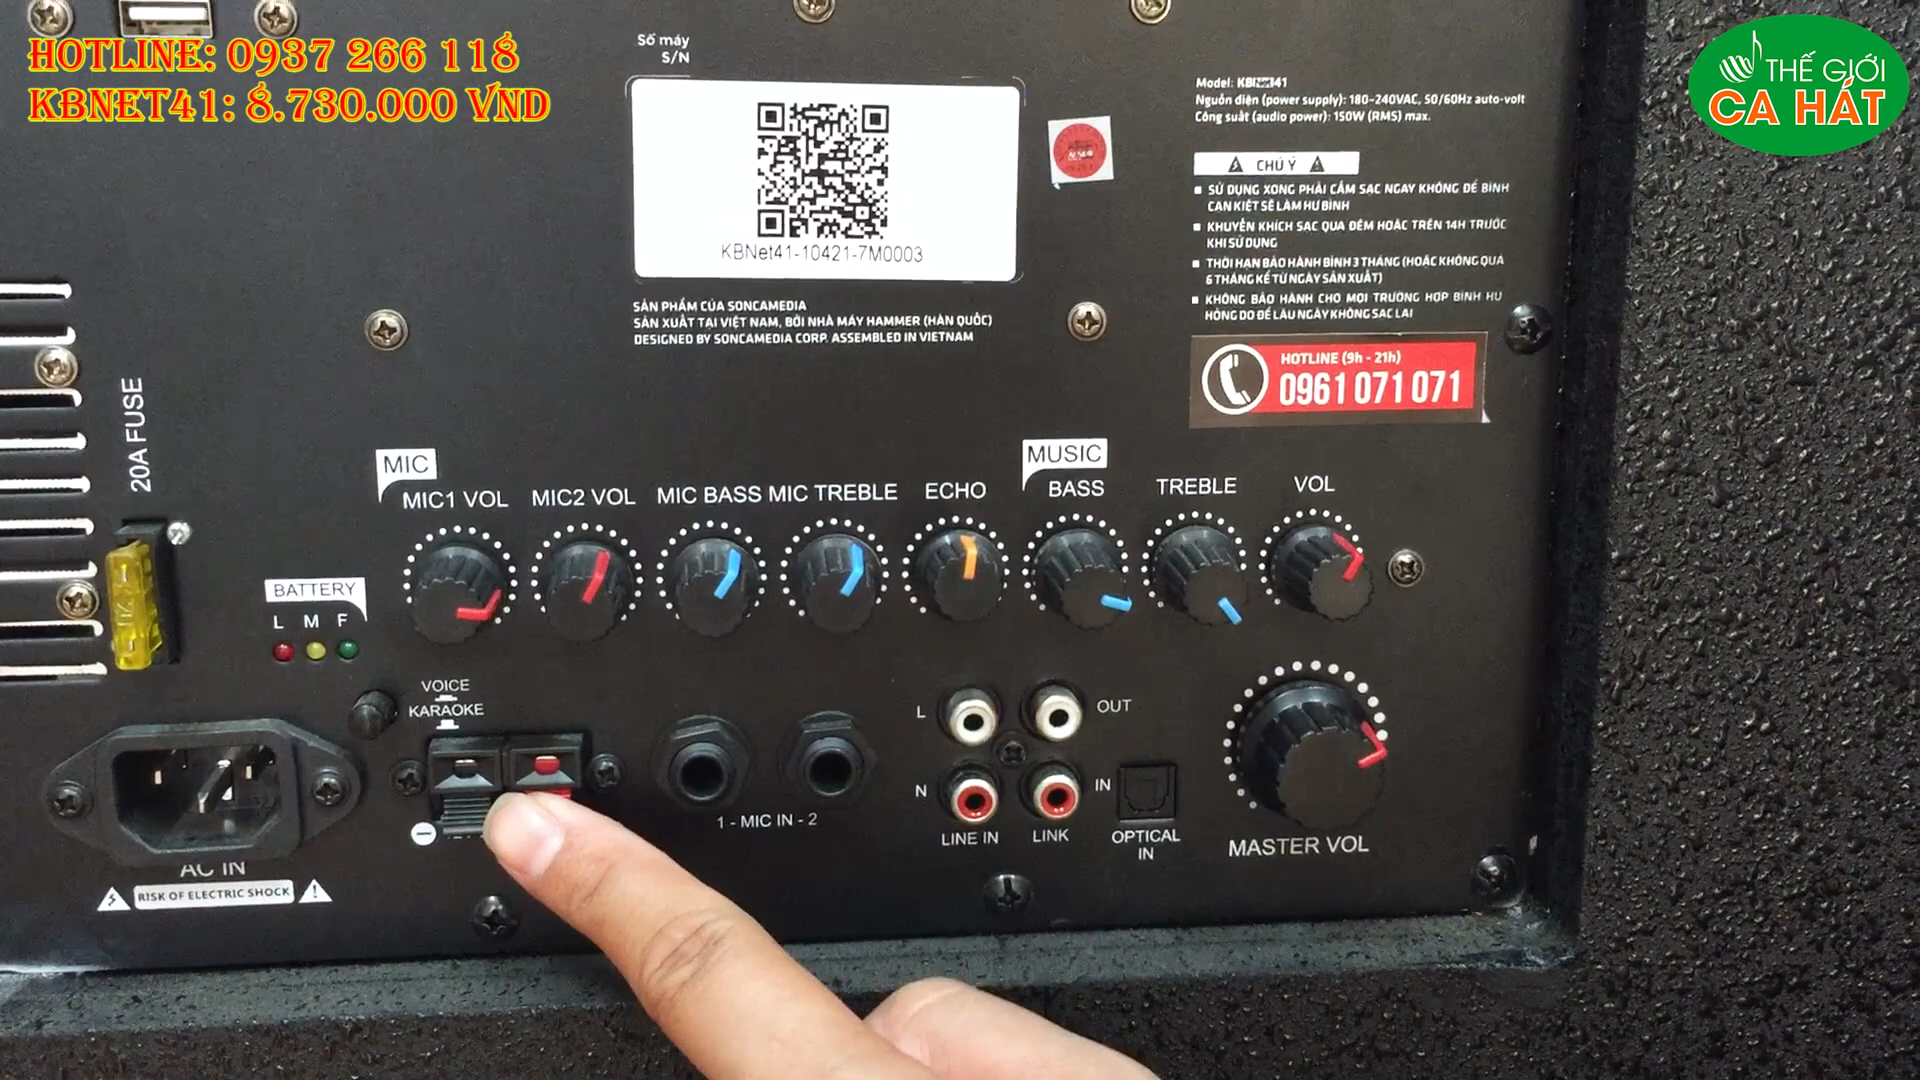 HOTLINE: 0937 266 118
KBNET41: 8.730.000 VND
THẾ GIỚI
CA HÁT
Số máy
S/N
KBNet41-10421-7M0003
SẢN PHẨM CỦA SONCAMEDIA
SẢN XUẤT TẠI VIỆT NAM, BỞI NHÀ MÁY HAMMER (HÀN QUỐC)
DESIGNED BY SONCAMEDIA CORP. ASSEMBLED IN VIETNAM
Model: KBNet41
Nguồn điện (power supply): 180-240VAC, 50/60Hz auto-volt
Công suất (audio power): 150W (RMS) max.
CHÚ Ý
SỬ DỤNG XONG PHẢI CẮM SẠC NGAY KHÔNG ĐỂ BÌNH
CẠN KIỆT SẼ LÀM HƯ BÌNH
KHUYẾN KHÍCH SẠC QUA ĐÊM HOẶC TRÊN 14H TRƯỚC
KHI SỬ DỤNG
THỜI HẠN BẢO HÀNH BÌNH 3 THÁNG (HOẶC KHÔNG QUÁ
6 THÁNG KỂ TỪ NGÀY SẢN XUẤT)
KHÔNG BẢO HÀNH CHO MỌI TRƯỜNG HỢP BÌNH HƯ
HỎNG DO ĐỂ LÂU NGÀY KHÔNG SẠC LẠI
HOTLINE (9h - 21h)
0961 071 071
20A FUSE
MIC
MUSIC
MIC1 VOL MIC2 VOL MIC BASS MIC TREBLE ECHO BASS TREBLE VOL
BATTERY
L M F
VOICE
KARAOKE
L OUT
N IN
1 - MIC IN - 2
LINE IN LINK OPTICAL
IN
MASTER VOL
AC IN
RISK OF ELECTRIC SHOCK